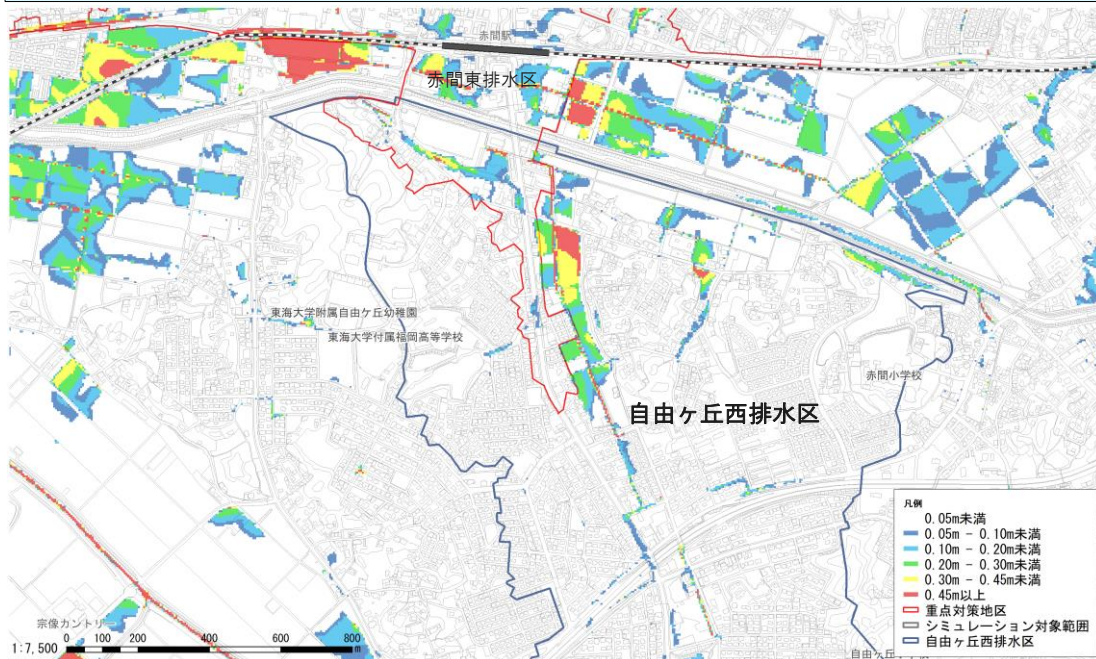 赤間駅
赤間東排水区
東海大学附属自由ケ丘幼稚園
東海大学付属福岡高等学校
赤間小学校
自由ヶ丘西排水区
凡例
0.05m未満
0.05m - 0.10m未満
0.10m - 0.20m未満
0.20m - 0.30m未満
0.30m - 0.45m未満
0.45m以上
重点対策地区
シミュレーション対象範囲
自由ヶ丘西排水区
宗像カントリー
1:7,500 0 100 200 400 600 800
m